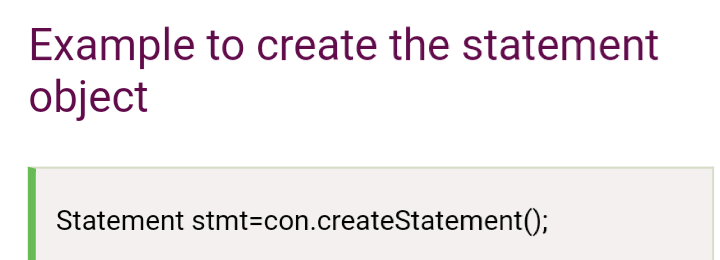 Example to create the statement
object
Statement stmt=con.createStatement();